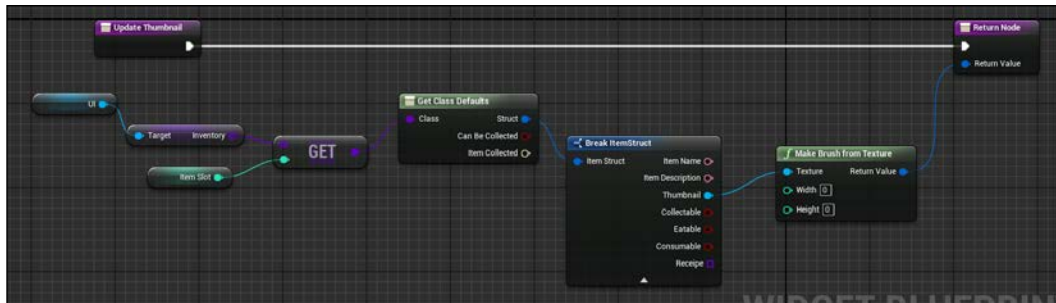 Update Thumbnail
Return Node
Return Value
UI
Target Inventory
Item Slot
GET
Get Class Defaults
Class Struct
Can Be Collected
Item Collected
Break ItemStruct
Item Struct Item Name
Item Description
Thumbnail
Collectable
Eatable
Consumable
Receipe
Make Brush from Texture
Texture Return Value
Width 0
Height 0